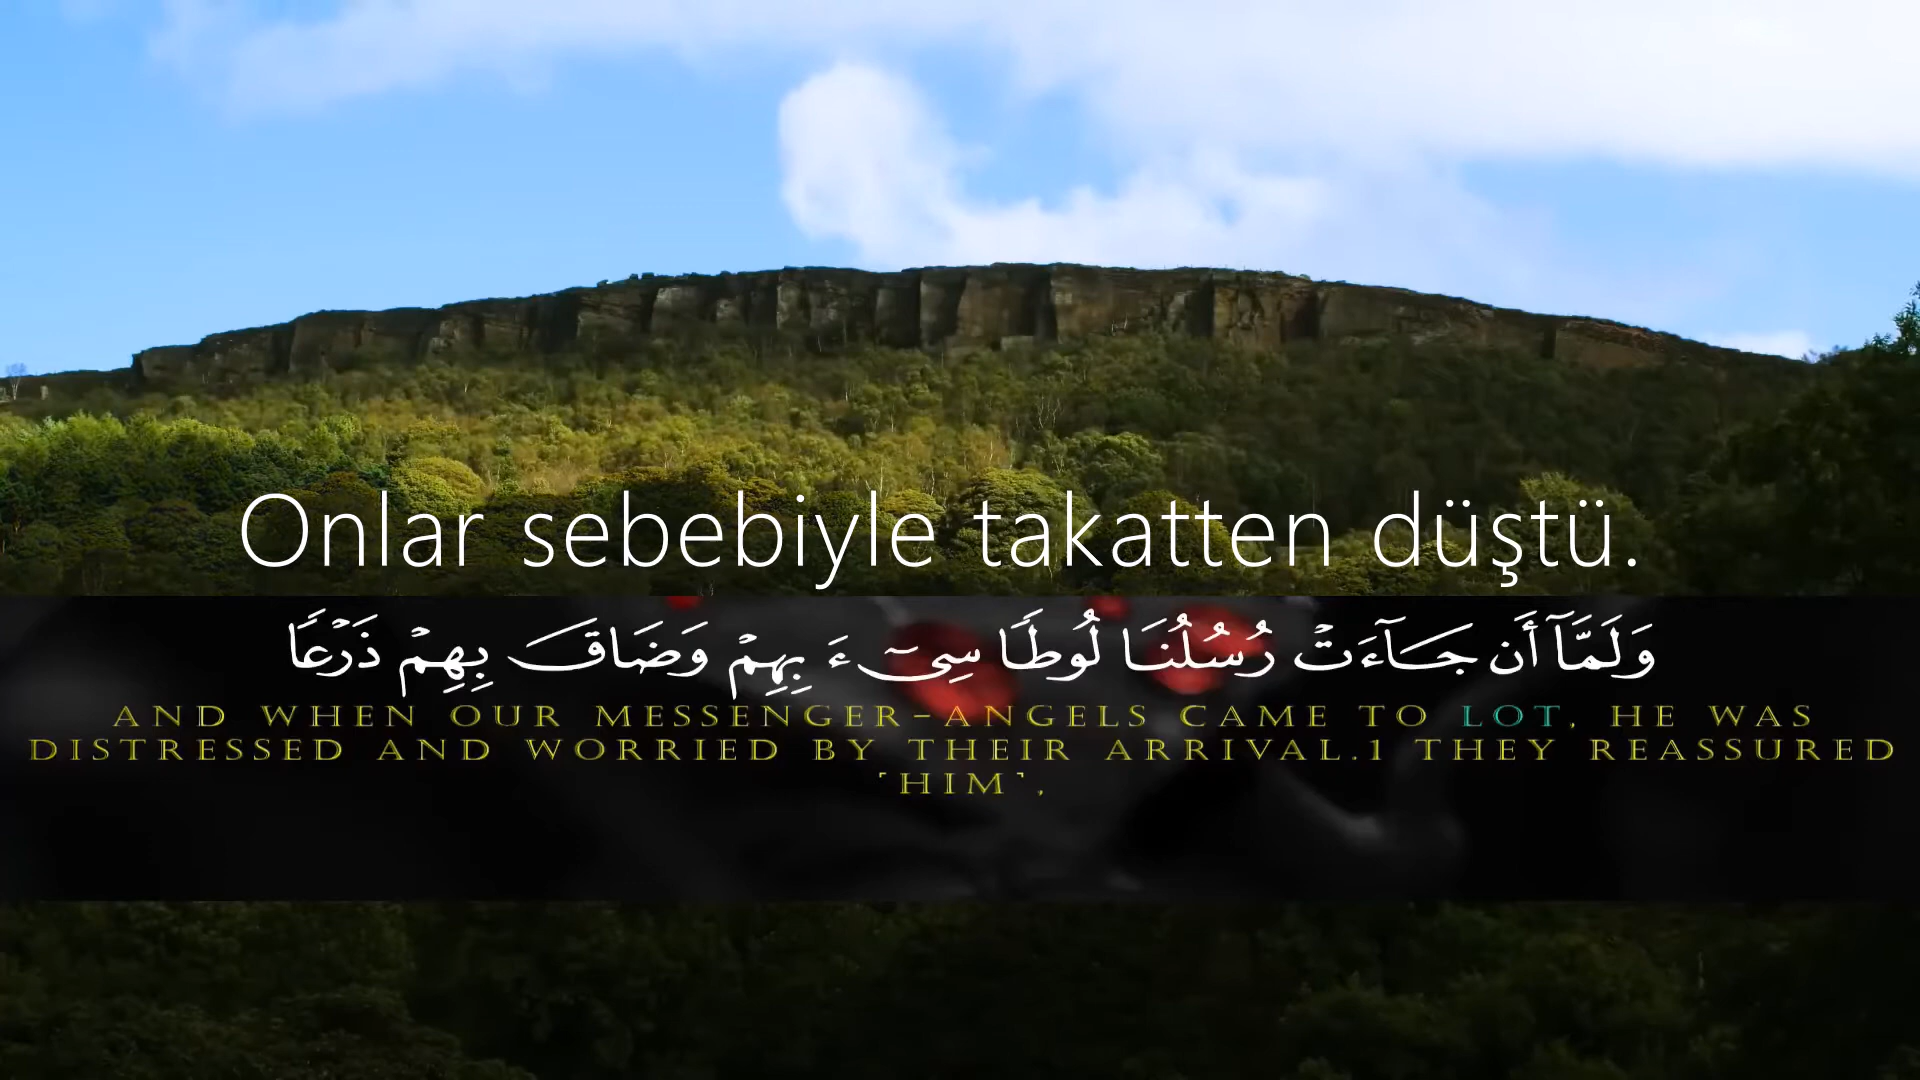 Onlar sebebiyle takatten düştü.
وَلَمَّآ أَن جَآءَتْ رُسُلُنَا لُوطًا سِىٓءَ بِهِمْ وَضَاقَ بِهِمْ ذَرْعًا
AND WHEN OUR MESSENGER-ANGELS CAME TO LOT, HE WAS
DISTRESSED AND WORRIED BY THEIR ARRIVAL.1 THEY REASSURED
˹HIM˺,